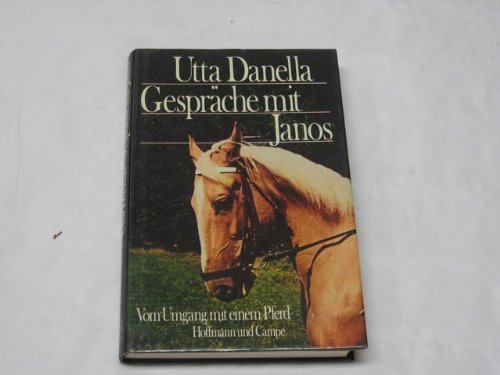 Utta Danella
Gespräche mit
Janos
Vom Umgang mit einem Pferd
Hoffmann und Campe